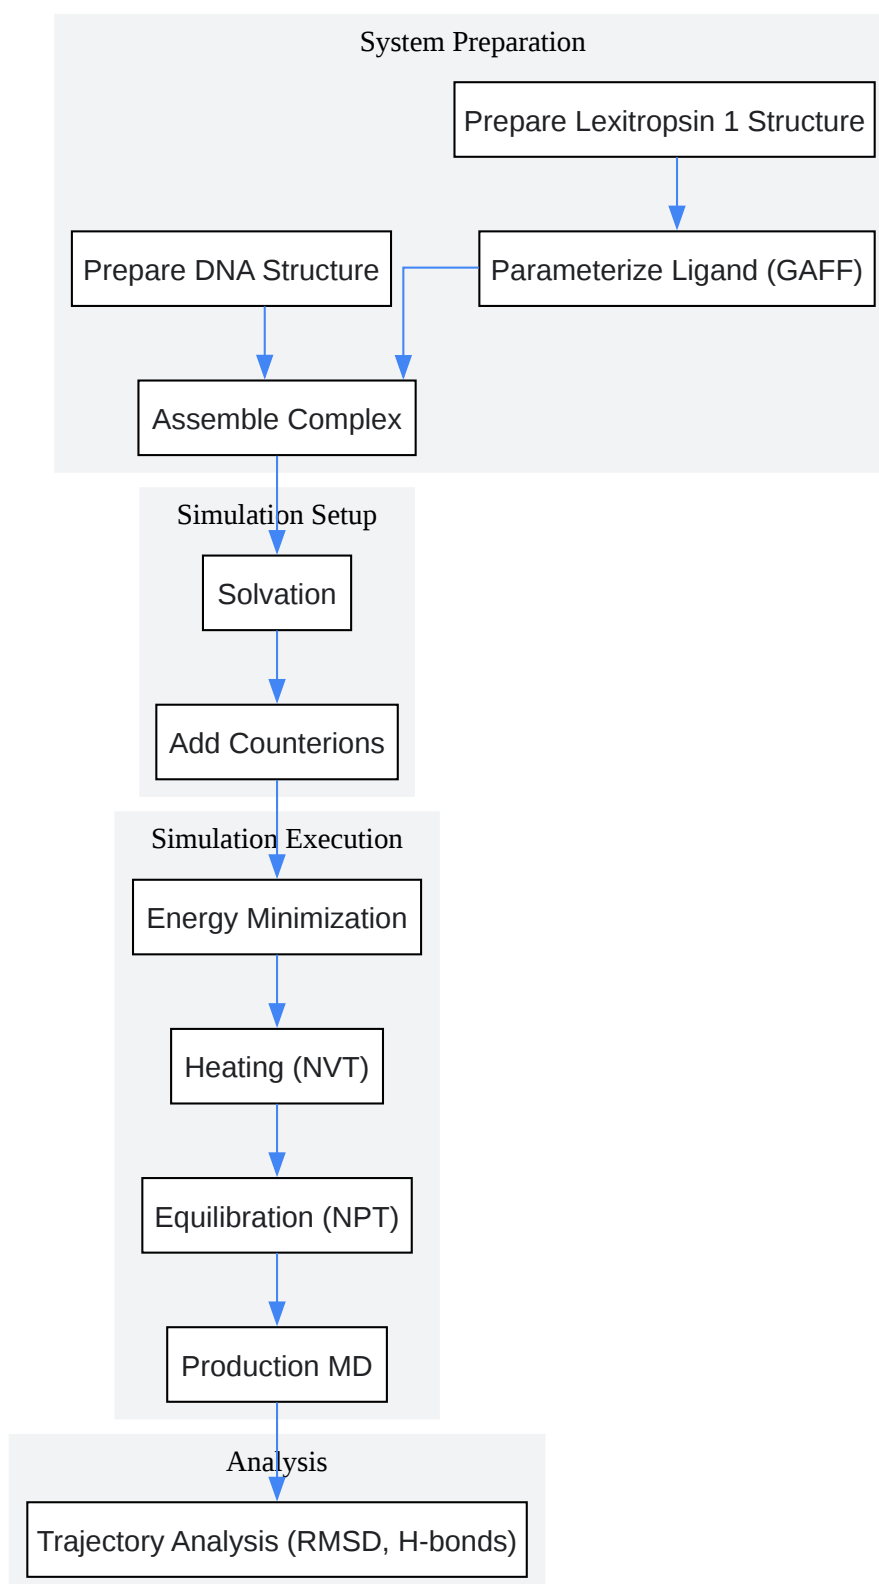 System Preparation
Prepare Lexitropsin 1 Structure
Prepare DNA Structure
Parameterize Ligand (GAFF)
Assemble Complex
Simulation Setup
Solvation
Add Counterions
Simulation Execution
Energy Minimization
Heating (NVT)
Equilibration (NPT)
Production MD
Analysis
Trajectory Analysis (RMSD, H-bonds)